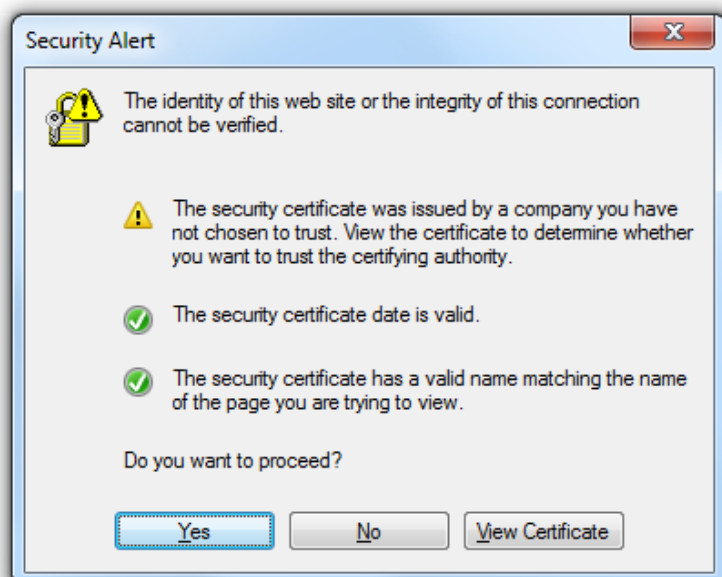 Security Alert
The identity of this web site or the integrity of this connection
cannot be verified.
The security certificate was issued by a company you have
not chosen to trust. View the certificate to determine whether
you want to trust the certifying authority.
The security certificate date is valid.
The security certificate has a valid name matching the name
of the page you are trying to view.
Do you want to proceed?
Yes No View Certificate